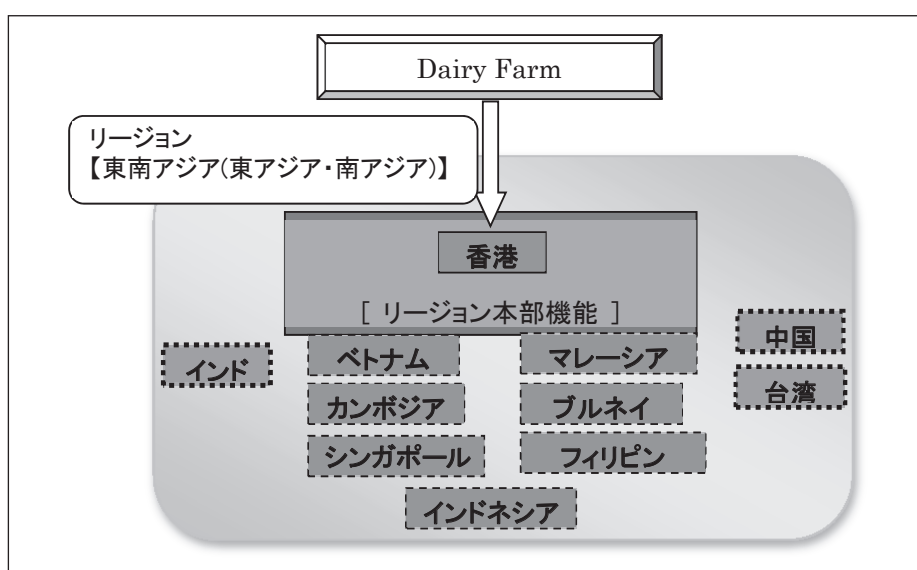 Dairy Farm
リージョン
【東南アジア(東アジア・南アジア)】
香港
[ リージョン本部機能 ]
インド
ベトナム
マレーシア
中国
カンボジア
ブルネイ
台湾
シンガポール
フィリピン
インドネシア